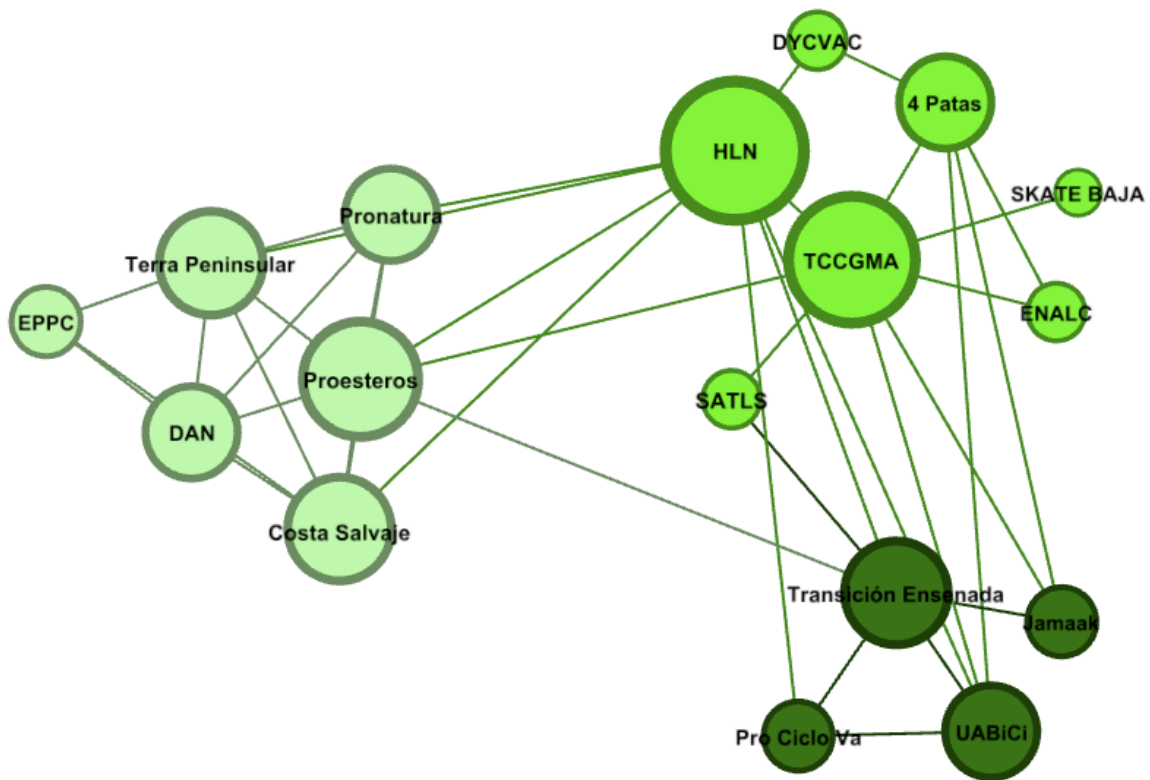 DYCVAC
4 Patas
HLN
SKATE BAJA
Pronatura
TCCGMA
Terra Peninsular
EPPC
ENALC
Proesteros
SATLS
DAN
Costa Salvaje
Transición Ensenada
Jamaak
Pro Ciclo Va
UABiCi